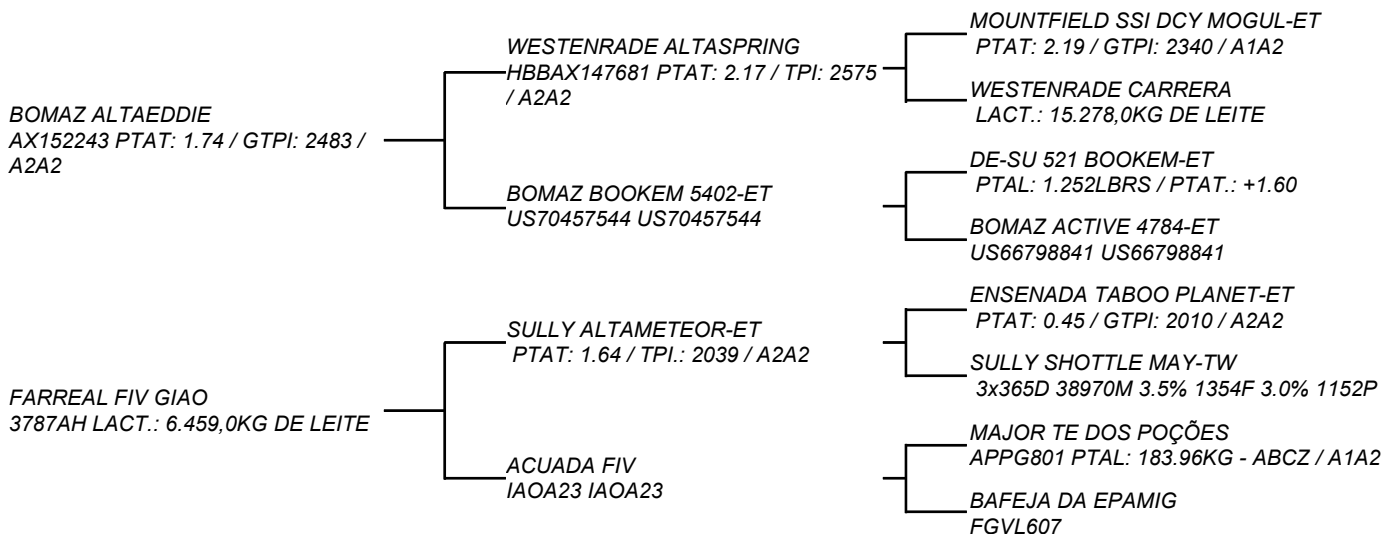 BOMAZ ALTAEDDIE
AX152243 PTAT: 1.74 / GTPI: 2483 /
A2A2
FARREAL FIV GIAO
3787AH LACT.: 6.459,0KG DE LEITE
WESTENRADE ALTASPRING
HBBAX147681 PTAT: 2.17 / TPI: 2575
/ A2A2
BOMAZ BOOKEM 5402-ET
US70457544 US70457544
SULLY ALTAMETEOR-ET
PTAT: 1.64 / TPI.: 2039 / A2A2
ACUADA FIV
IAOA23 IAOA23
MOUNTFIELD SSI DCY MOGUL-ET
PTAT: 2.19 / GTPI: 2340 / A1A2
WESTENRADE CARRERA
LACT.: 15.278,0KG DE LEITE
DE-SU 521 BOOKEM-ET
PTAL: 1.252LBRS / PTAT.: +1.60
BOMAZ ACTIVE 4784-ET
US66798841 US66798841
ENSENADA TABOO PLANET-ET
PTAT: 0.45 / GTPI: 2010 / A2A2
SULLY SHOTTLE MAY-TW
3x365D 38970M 3.5% 1354F 3.0% 1152P
MAJOR TE DOS POÇÕES
APPG801 PTAL: 183.96KG - ABCZ / A1A2
BAFEJA DA EPAMIG
FGVL607